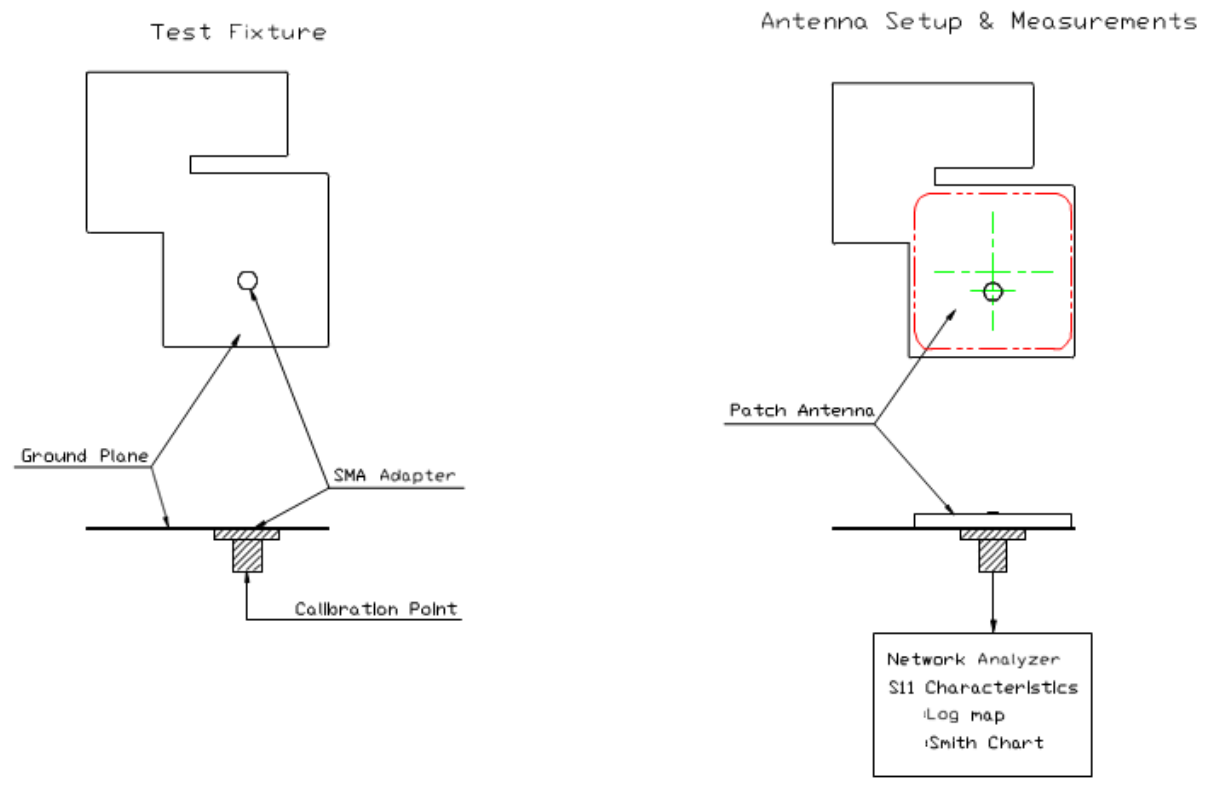 Test Fixture
Antenna Setup & Measurements
Ground Plane
SMA Adapter
Calibration Point
Patch Antenna
Network Analyzer
S11 Characteristics
Log map
Smith Chart